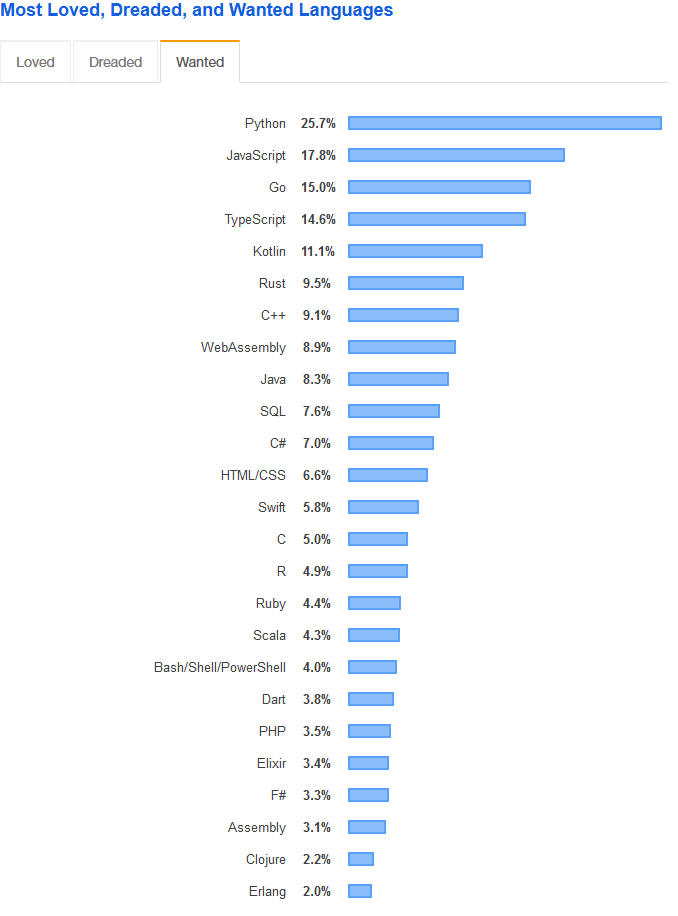 Most Loved, Dreaded, and Wanted Languages
Loved Dreaded Wanted
Python 25.7%
JavaScript 17.8%
Go 15.0%
TypeScript 14.6%
Kotlin 11.1%
Rust 9.5%
C++ 9.1%
WebAssembly 8.9%
Java 8.3%
SQL 7.6%
C# 7.0%
HTML/CSS 6.6%
Swift 5.8%
C 5.0%
R 4.9%
Ruby 4.4%
Scala 4.3%
Bash/Shell/PowerShell 4.0%
Dart 3.8%
PHP 3.5%
Elixir 3.4%
F# 3.3%
Assembly 3.1%
Clojure 2.2%
Erlang 2.0%